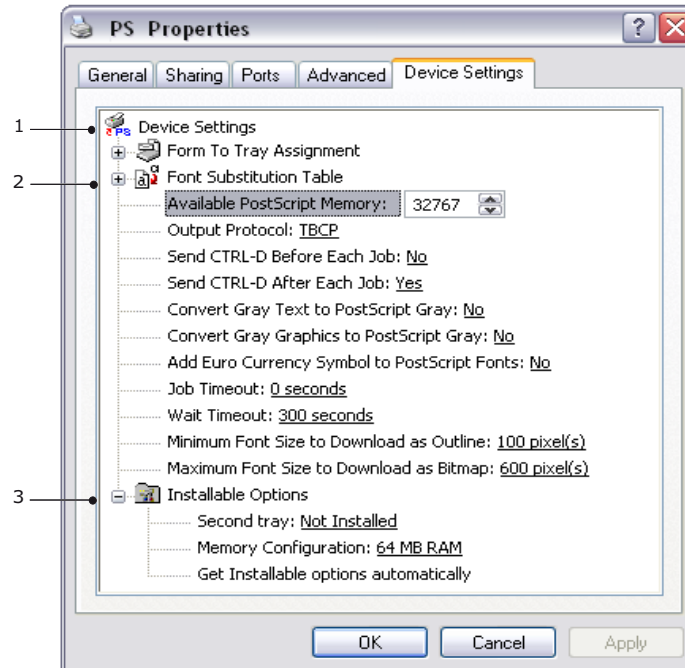 PS Properties
General Sharing Ports Advanced Device Settings
1 Device Settings
Form To Tray Assignment
2 Font Substitution Table
Available PostScript Memory: 32767
Output Protocol: TBCP
Send CTRL-D Before Each Job: No
Send CTRL-D After Each Job: Yes
Convert Gray Text to PostScript Gray: No
Convert Gray Graphics to PostScript Gray: No
Add Euro Currency Symbol to PostScript Fonts: No
Job Timeout: 0 seconds
Wait Timeout: 300 seconds
Minimum Font Size to Download as Outline: 100 pixel(s)
Maximum Font Size to Download as Bitmap: 600 pixel(s)
3 Installable Options
Second tray: Not Installed
Memory Configuration: 64 MB RAM
Get Installable options automatically
OK Cancel Apply